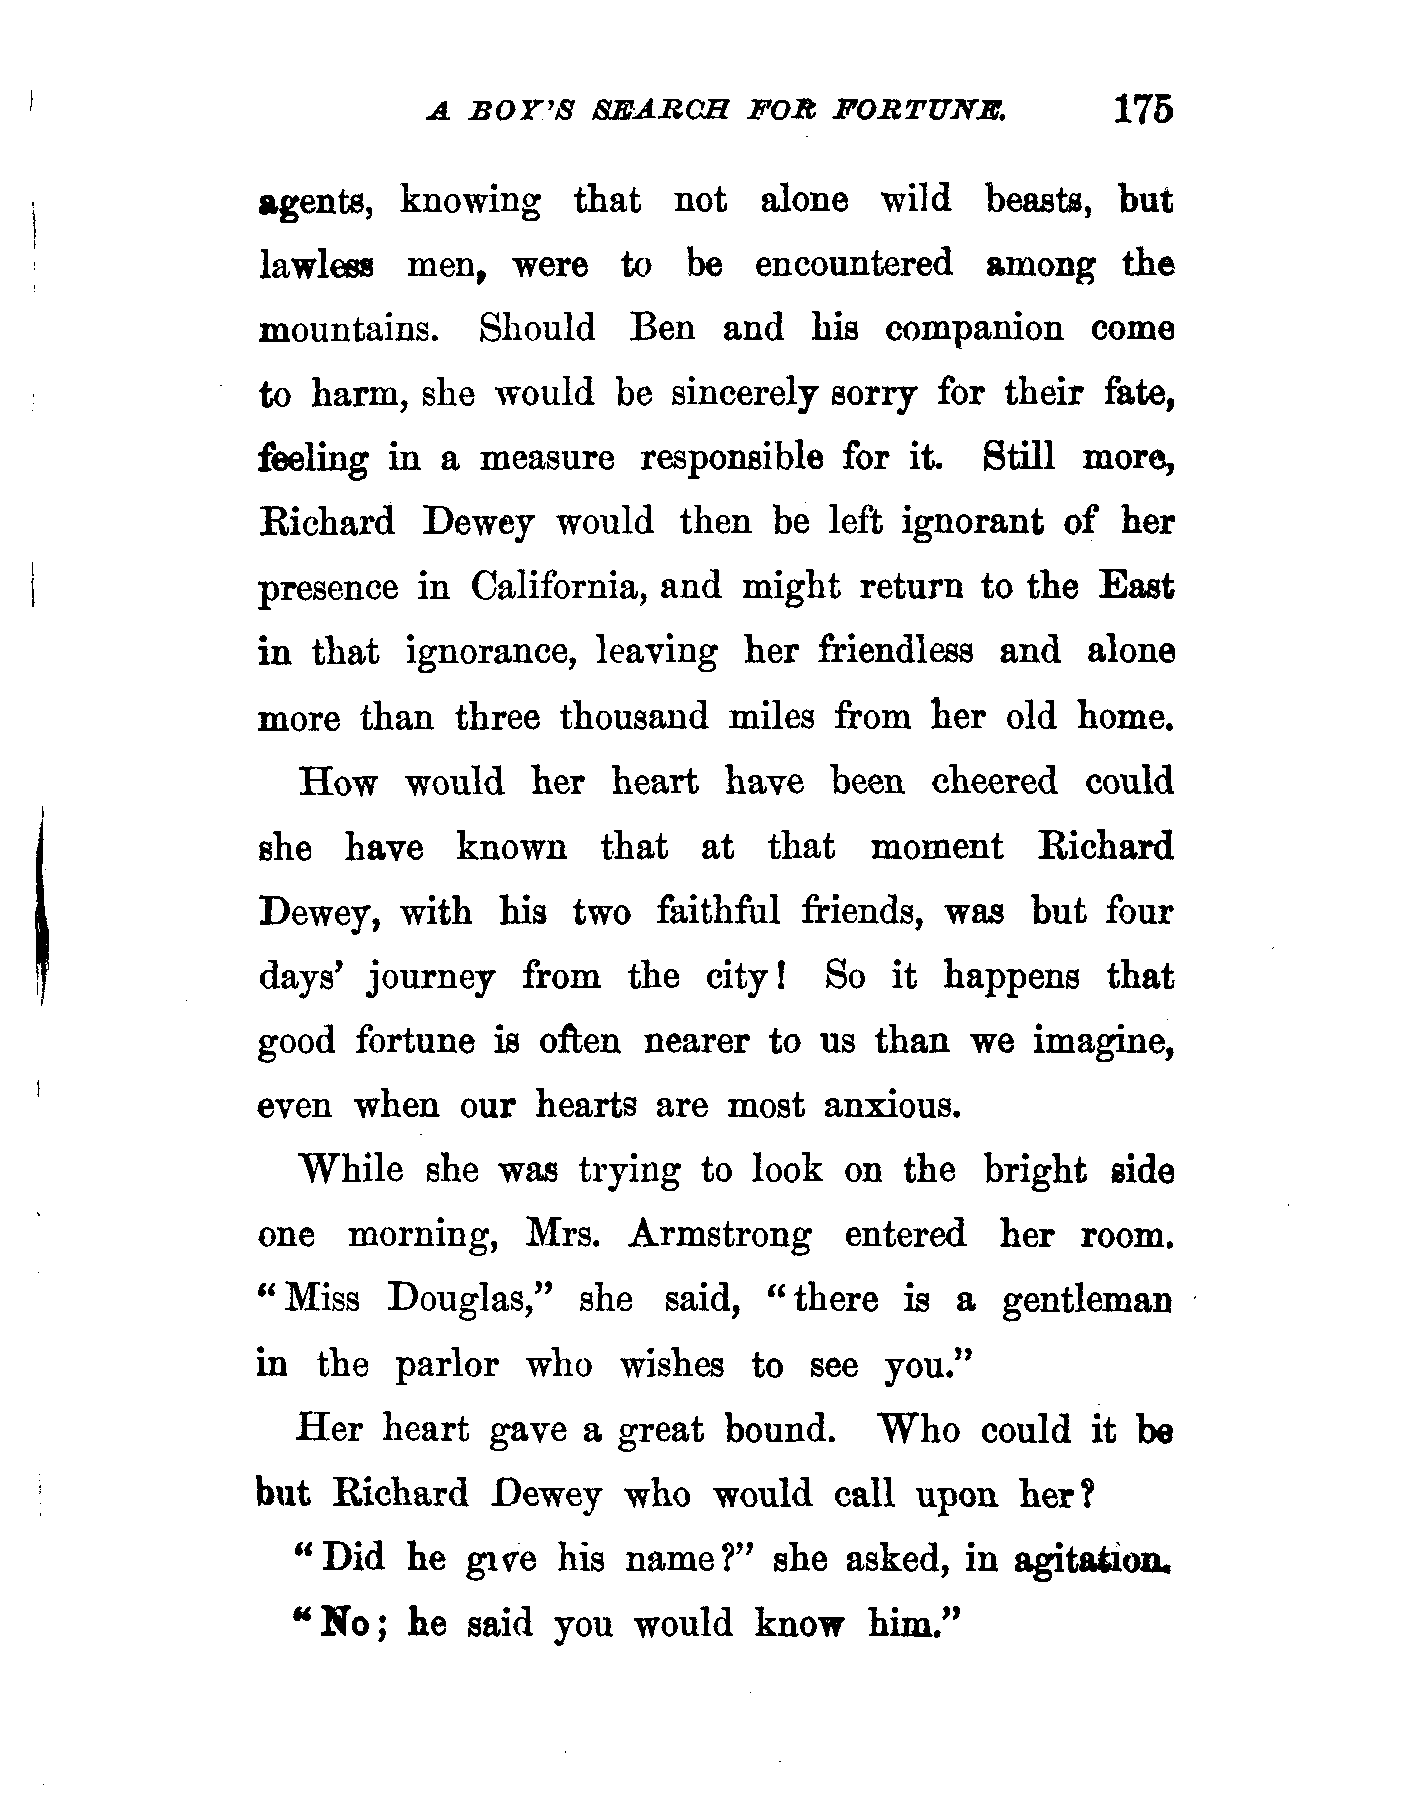 A BOY'S SEARCH FOR FORTUNE. 175
agents, knowing that not alone wild beasts, but
lawless men, were to be encountered among the
mountains. Should Ben and his companion come
to harm, she would be sincerely sorry for their fate,
feeling in a measure responsible for it. Still more,
Richard Dewey would then be left ignorant of her
presence in California, and might return to the East
in that ignorance, leaving her friendless and alone
more than three thousand miles from her old home.
How would her heart have been cheered could
she have known that at that moment Richard
Dewey, with his two faithful friends, was but four
days' journey from the city! So it happens that
good fortune is often nearer to us than we imagine,
even when our hearts are most anxious.
While she was trying to look on the bright side
one morning, Mrs. Armstrong entered her room.
"Miss Douglas," she said, "there is a gentleman
in the parlor who wishes to see you."
Her heart gave a great bound. Who could it be
but Richard Dewey who would call upon her?
"Did he give his name?" she asked, in agitation.
"No; he said you would know him."